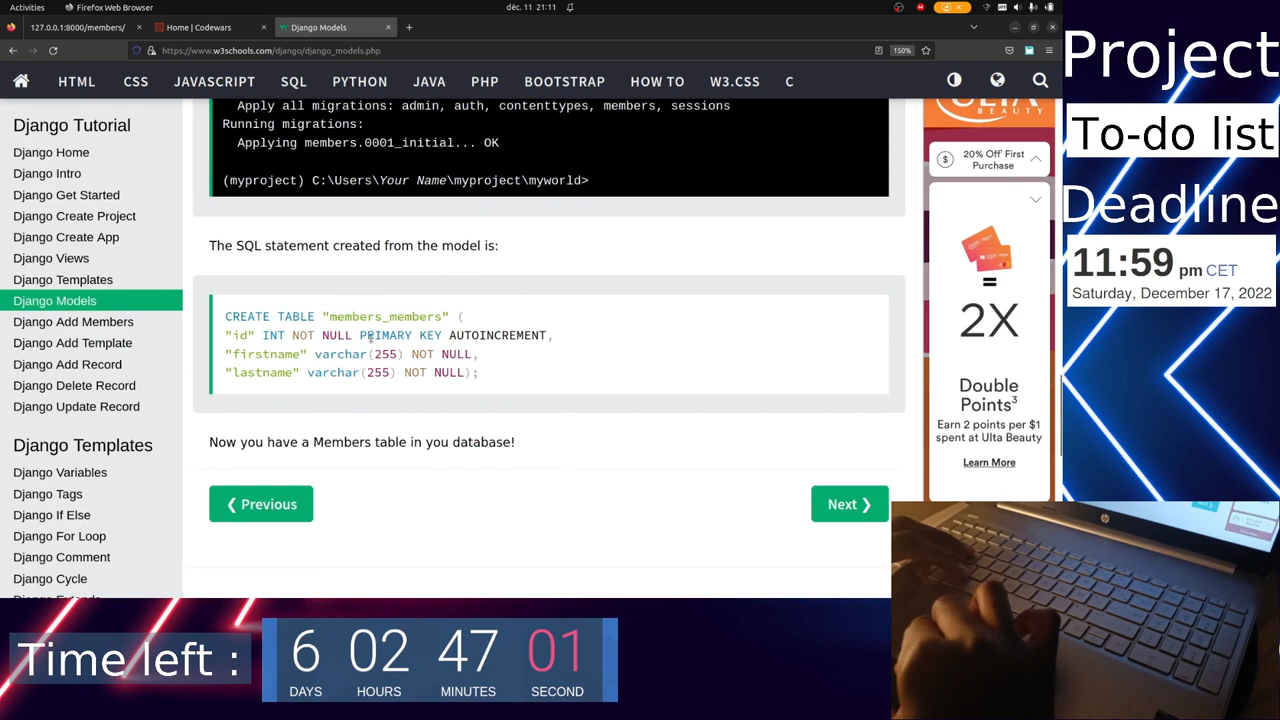 Activities
Firefox Web Browser
déc. 11 21:11
127.0.0.1:8000/members/
Home | Codewars
Django Models
https://www.w3schools.com/django/django_models.php
150%
HTML
CSS
JAVASCRIPT
SQL
PYTHON
JAVA
PHP
BOOTSTRAP
HOW TO
W3.CSS
C
Django Tutorial
Django Home
Django Intro
Django Get Started
Django Create Project
Django Create App
Django Views
Django Templates
Django Models
Django Add Members
Django Add Template
Django Add Record
Django Delete Record
Django Update Record
Django Templates
Django Variables
Django Tags
Django If Else
Django For Loop
Django Comment
Django Cycle
Apply all migrations: admin, auth, contenttypes, members, sessions
Running migrations:
Applying members.0001_initial... OK
(myproject) C:\Users\Your Name\myproject\myworld>
The SQL statement created from the model is:
CREATE TABLE "members_members" (
"id" INT NOT NULL PRIMARY KEY AUTOINCREMENT,
"firstname" varchar(255) NOT NULL,
"lastname" varchar(255) NOT NULL);
Now you have a Members table in you database!
❮ Previous
Next ❯
ULTA
BEAUTY
20% Off¹ First
Purchase
=
2X
Double
Points³
Earn 2 points per $1
spent at Ulta Beauty
Learn More
Project
To-do list
Deadline
11:59 pm CET
Saturday, December 17, 2022
Time left :
6 02 47 01
DAYS HOURS MINUTES SECOND